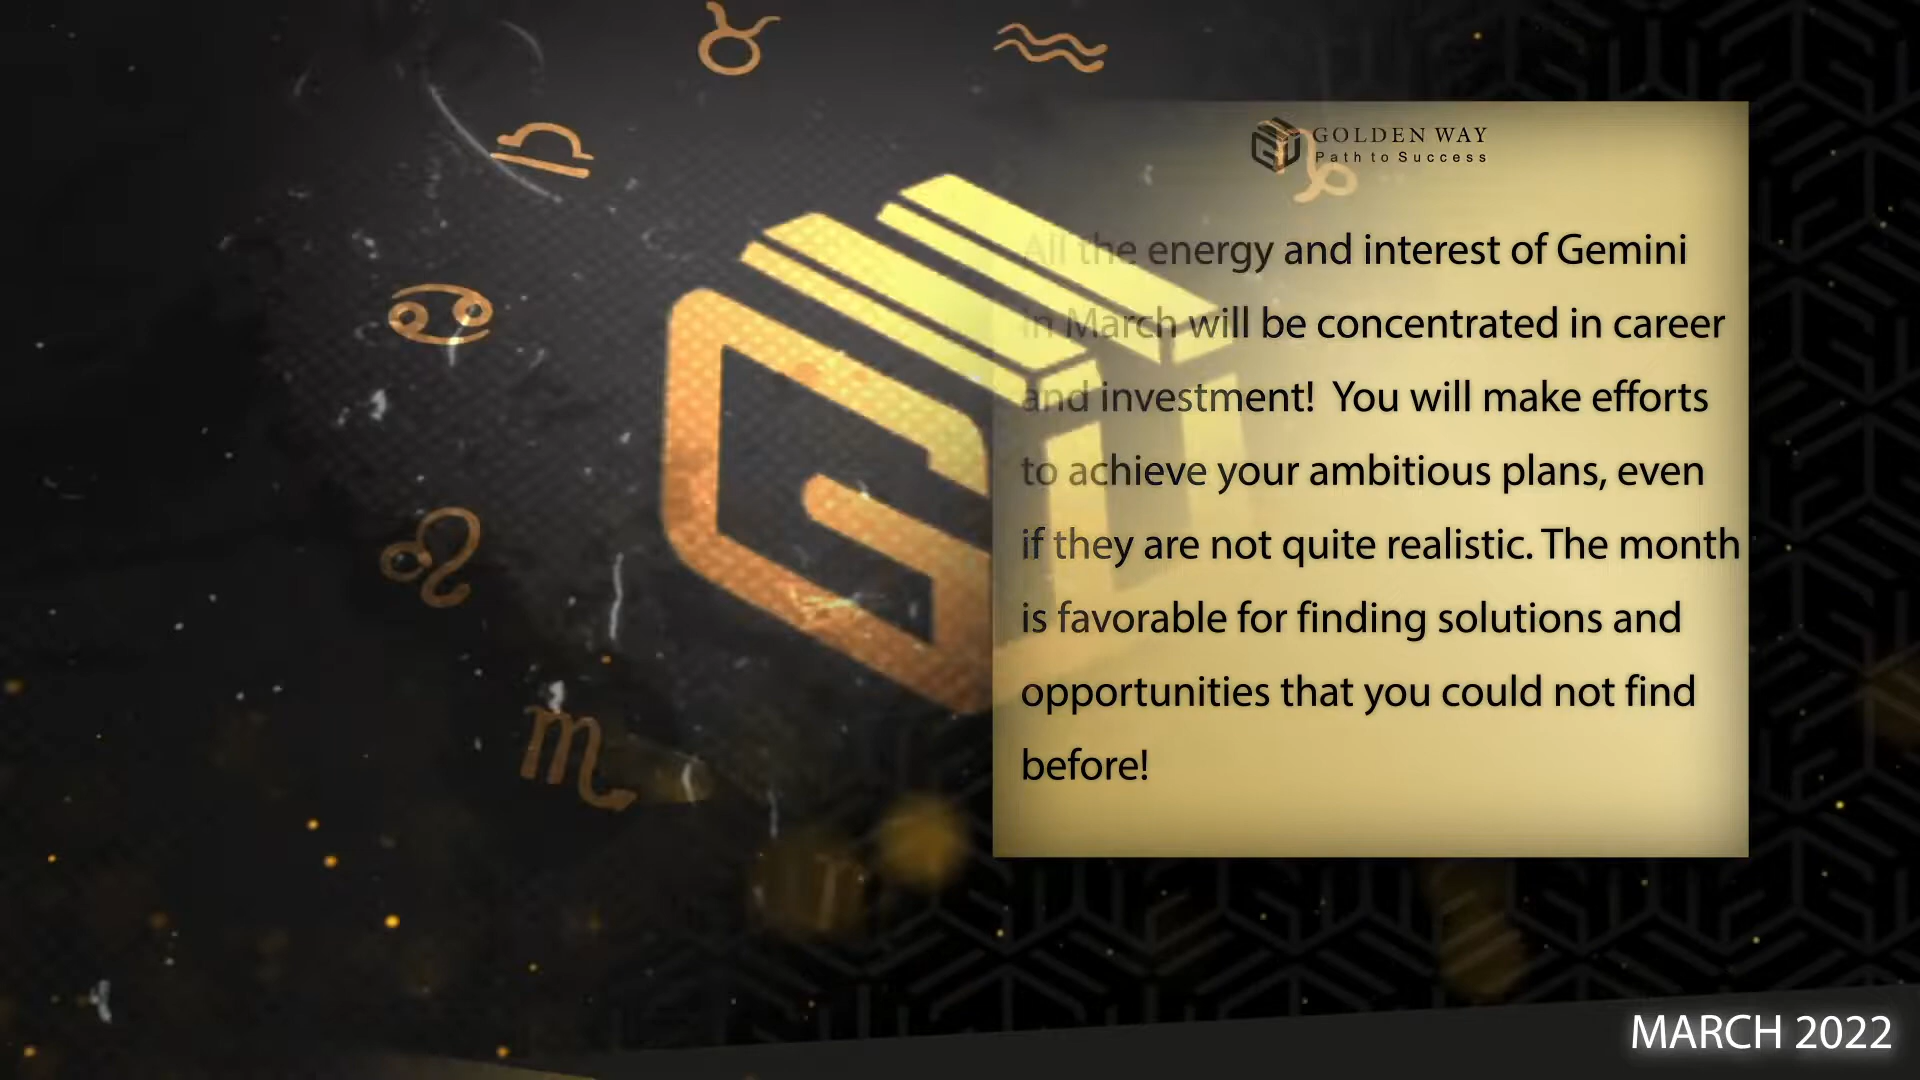 GOLDEN WAY
Path to Success
All the energy and interest of Gemini
in March will be concentrated in career
and investment!  You will make efforts
to achieve your ambitious plans, even
if they are not quite realistic. The month
is favorable for finding solutions and
opportunities that you could not find
before!
MARCH 2022